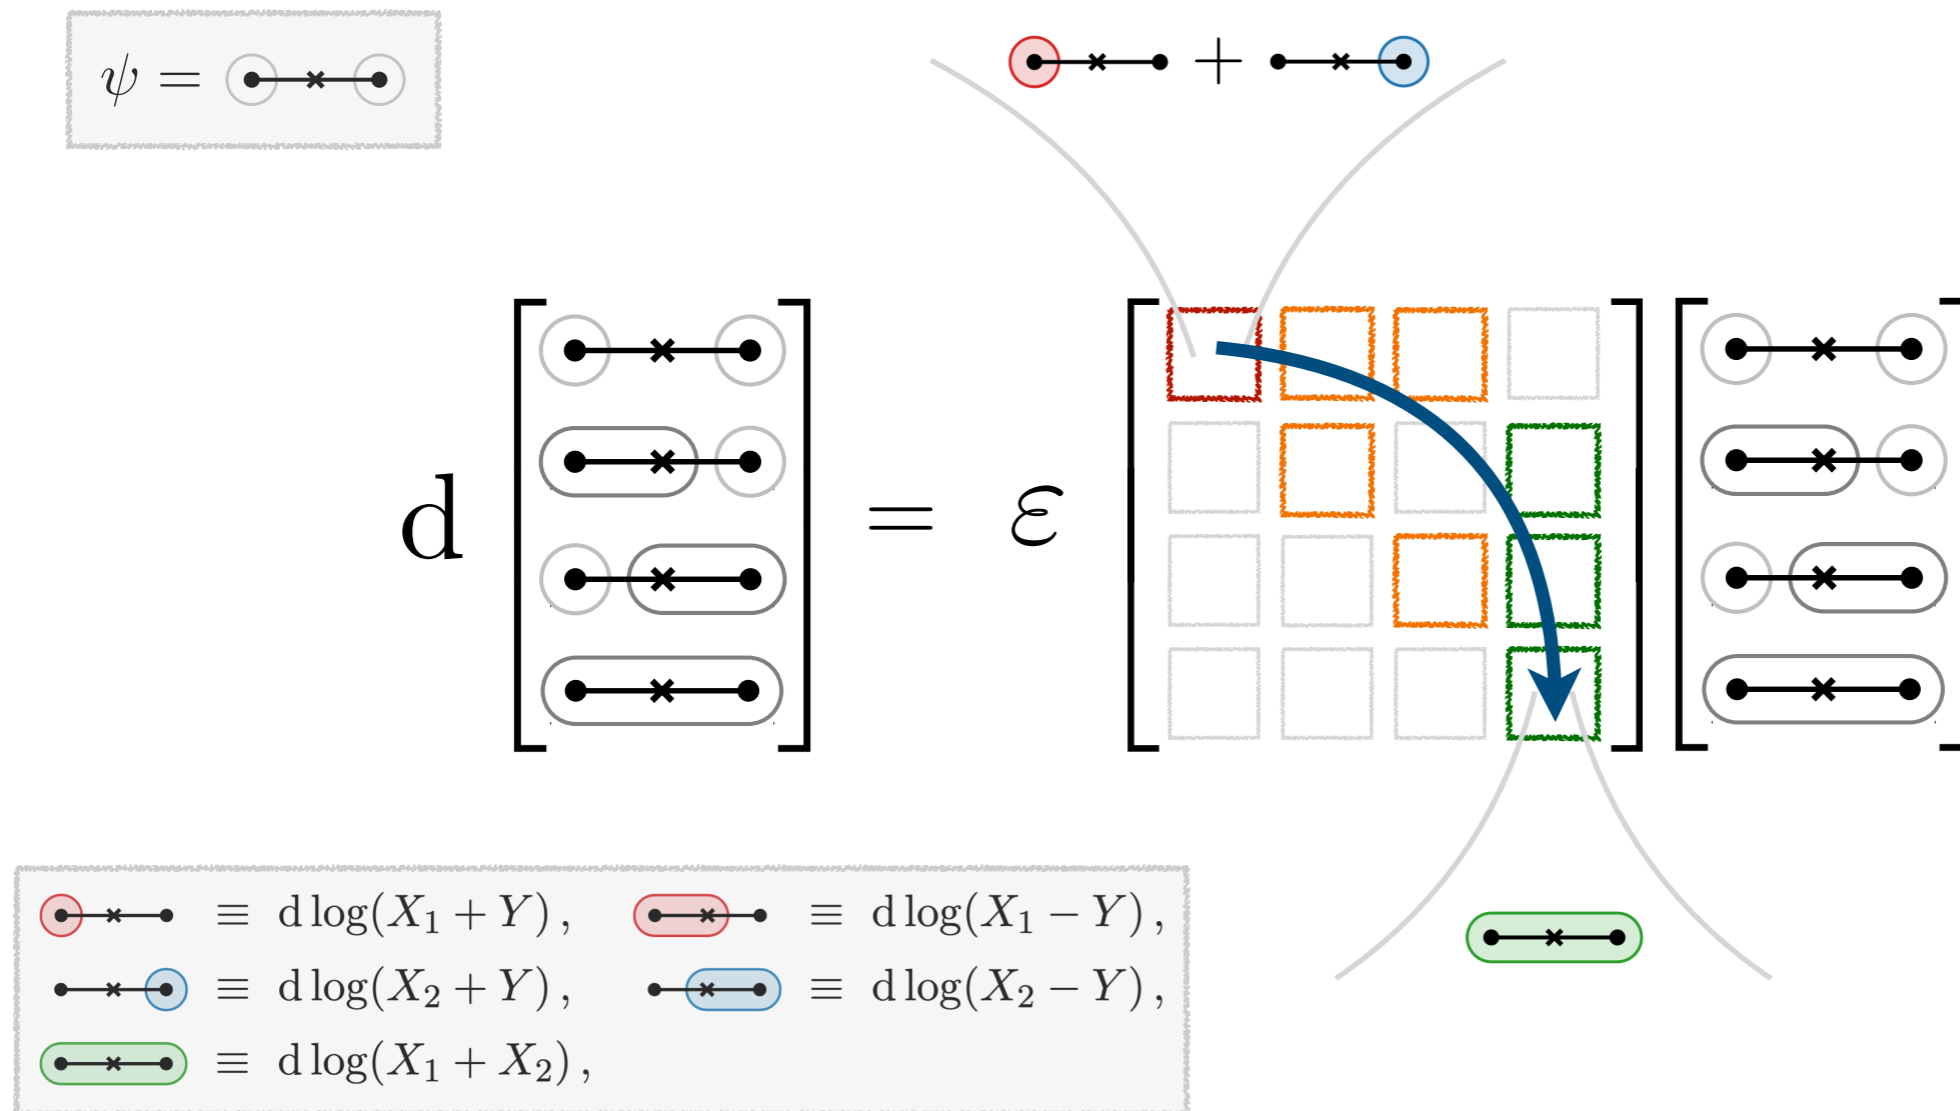 ψ =
+
d = ε
≡ d log(X₁ + Y) , ≡ d log(X₁ − Y) ,
≡ d log(X₂ + Y) , ≡ d log(X₂ − Y) ,
≡ d log(X₁ + X₂) ,